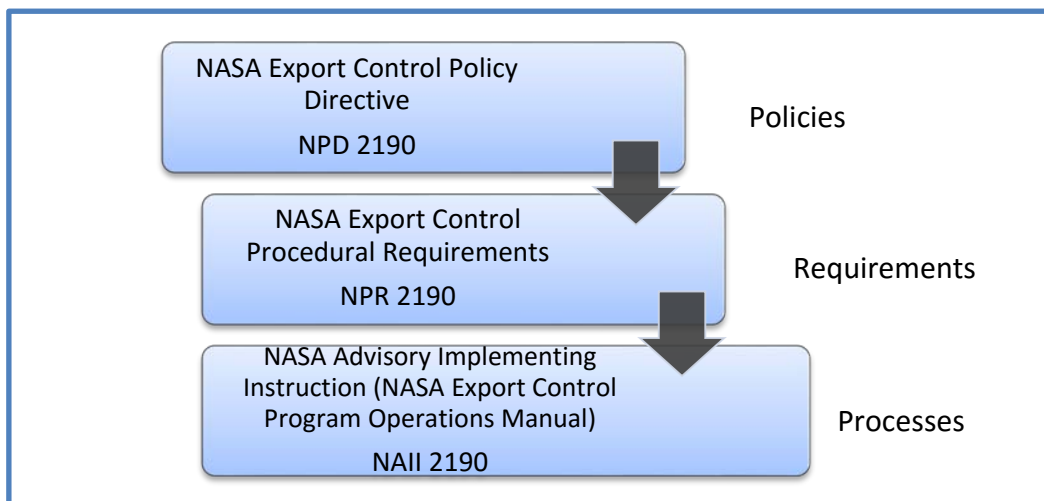 NASA Export Control Policy
Directive
NPD 2190
Policies
NASA Export Control
Procedural Requirements
NPR 2190
Requirements
NASA Advisory Implementing
Instruction (NASA Export Control
Program Operations Manual)
NAII 2190
Processes